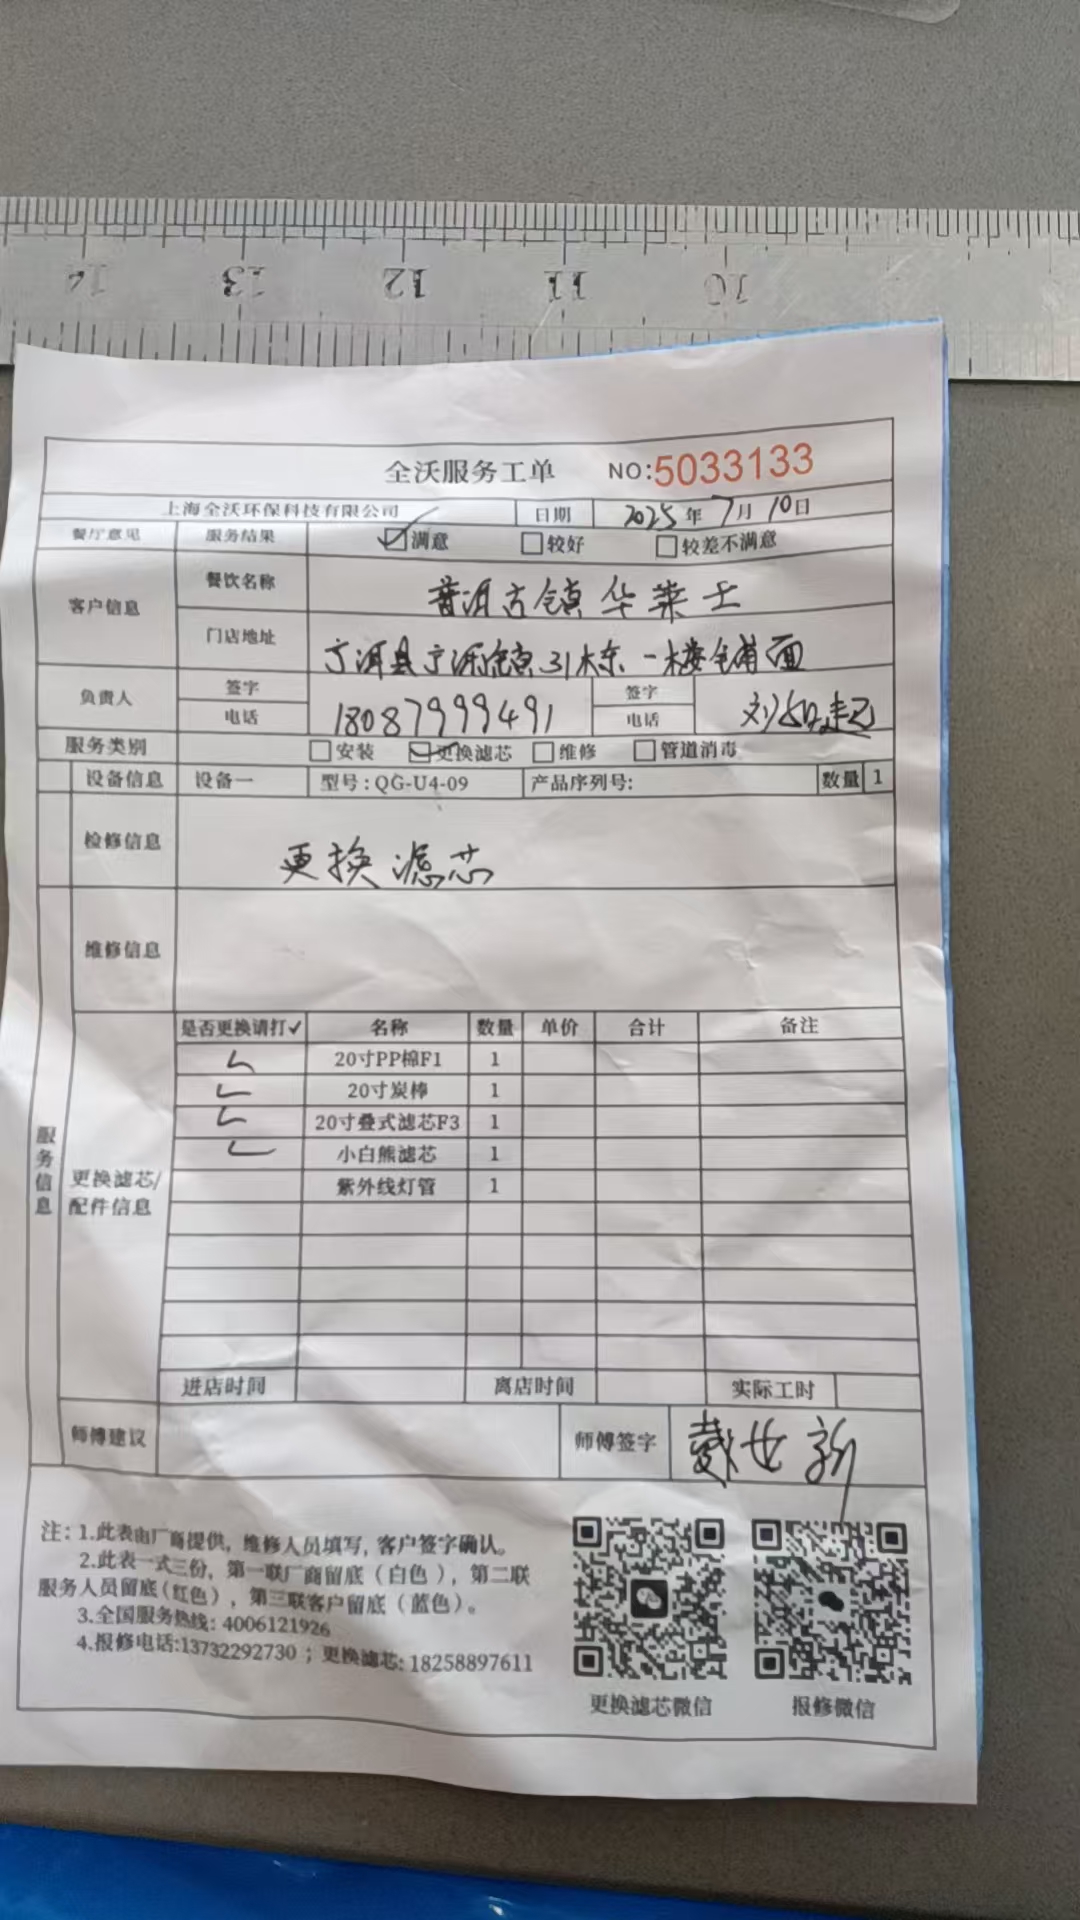 14 13 12 11 10
全沃服务工单 NO:5033133
上海全沃环保科技有限公司 日期 2025年7月10日
餐厅意见 服务结果 满意 较好 较差不满意
客户信息
餐饮名称 普洱古镇华莱士
门店地址 宁洱县宁洱镇31栋一楼铺面
负责人 签字 签字
电话 18087999491 电话 刘
服务类别 安装 更换滤芯 维修 管道消毒
设备信息 设备一 型号:QG-U4-09 产品序列号: 数量 1
检修信息 更换滤芯
维修信息
服务信息
更换滤芯/配件信息
是否更换请打✓ 名称 数量 单价 合计 备注
✓ 20寸PP棉F1 1
✓ 20寸炭棒 1
✓ 20寸叠式滤芯F3 1
✓ 小白熊滤芯 1
紫外线灯管 1
进店时间 离店时间 实际工时
师傅建议 师傅签字 戴世新
注: 1.此表由厂商提供, 维修人员填写, 客户签字确认。
2.此表一式三份, 第一联厂商留底(白色), 第二联
服务人员留底(红色), 第三联客户留底(蓝色)。
3.全国服务热线: 4006121926
4.报修电话:13732292730 ; 更换滤芯: 18258897611
更换滤芯微信 报修微信